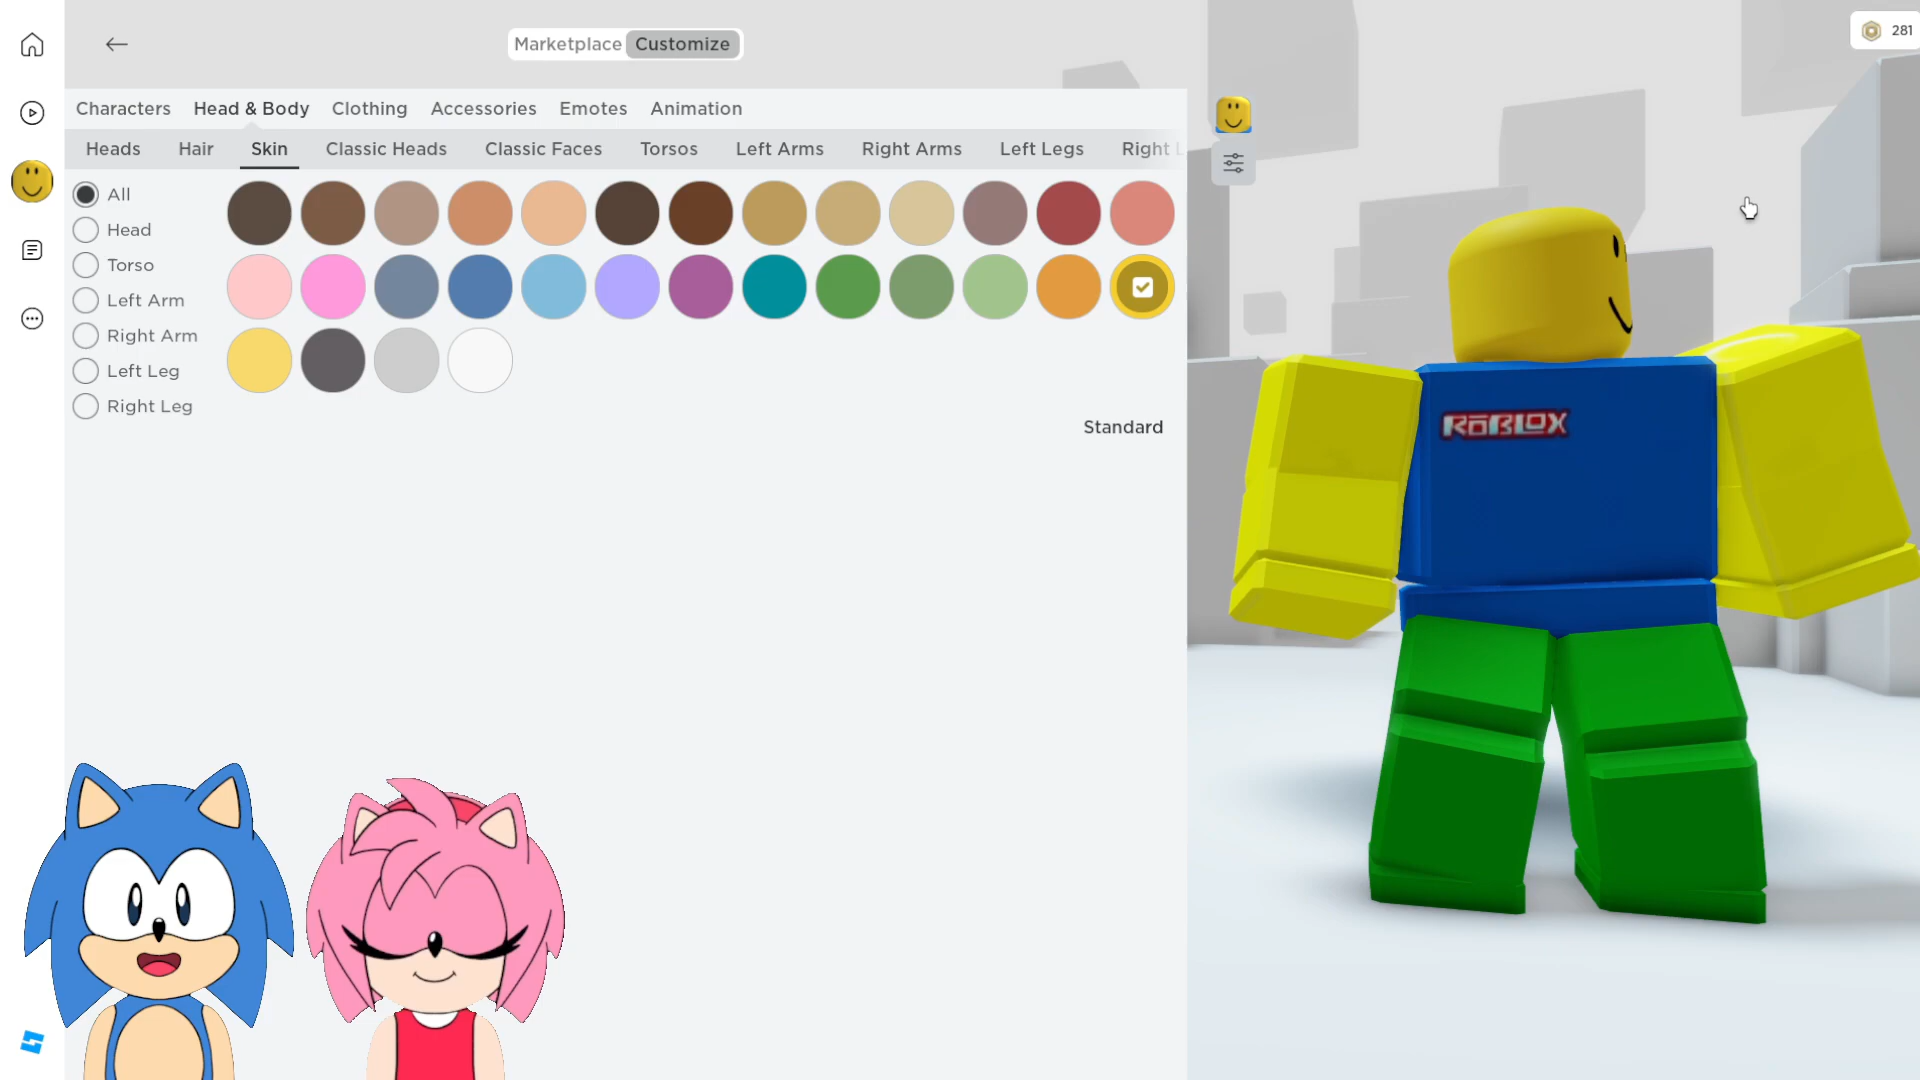 Marketplace Customize
281
Characters Head & Body Clothing Accessories Emotes Animation
Heads Hair Skin Classic Heads Classic Faces Torsos Left Arms Right Arms Left Legs Right L
All
Head
Torso
Left Arm
Right Arm
Left Leg
Right Leg
Standard
ROBLOX